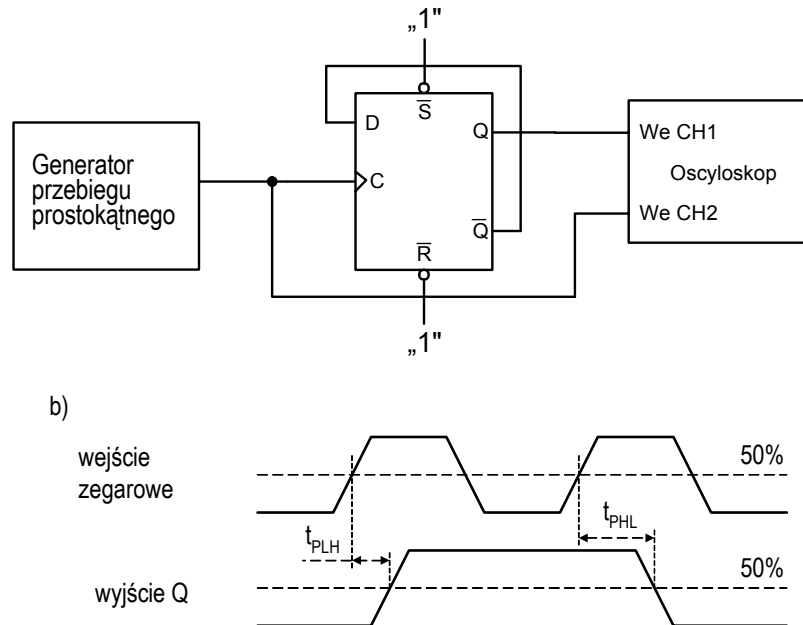 „1"
Generator
przebiegu
prostokątnego
D
S̅
Q
C
Q̅
R̅
We CH1
Oscyloskop
We CH2
„1"
b)
wejście
zegarowe
50%
t_PLH
t_PHL
wyjście Q
50%